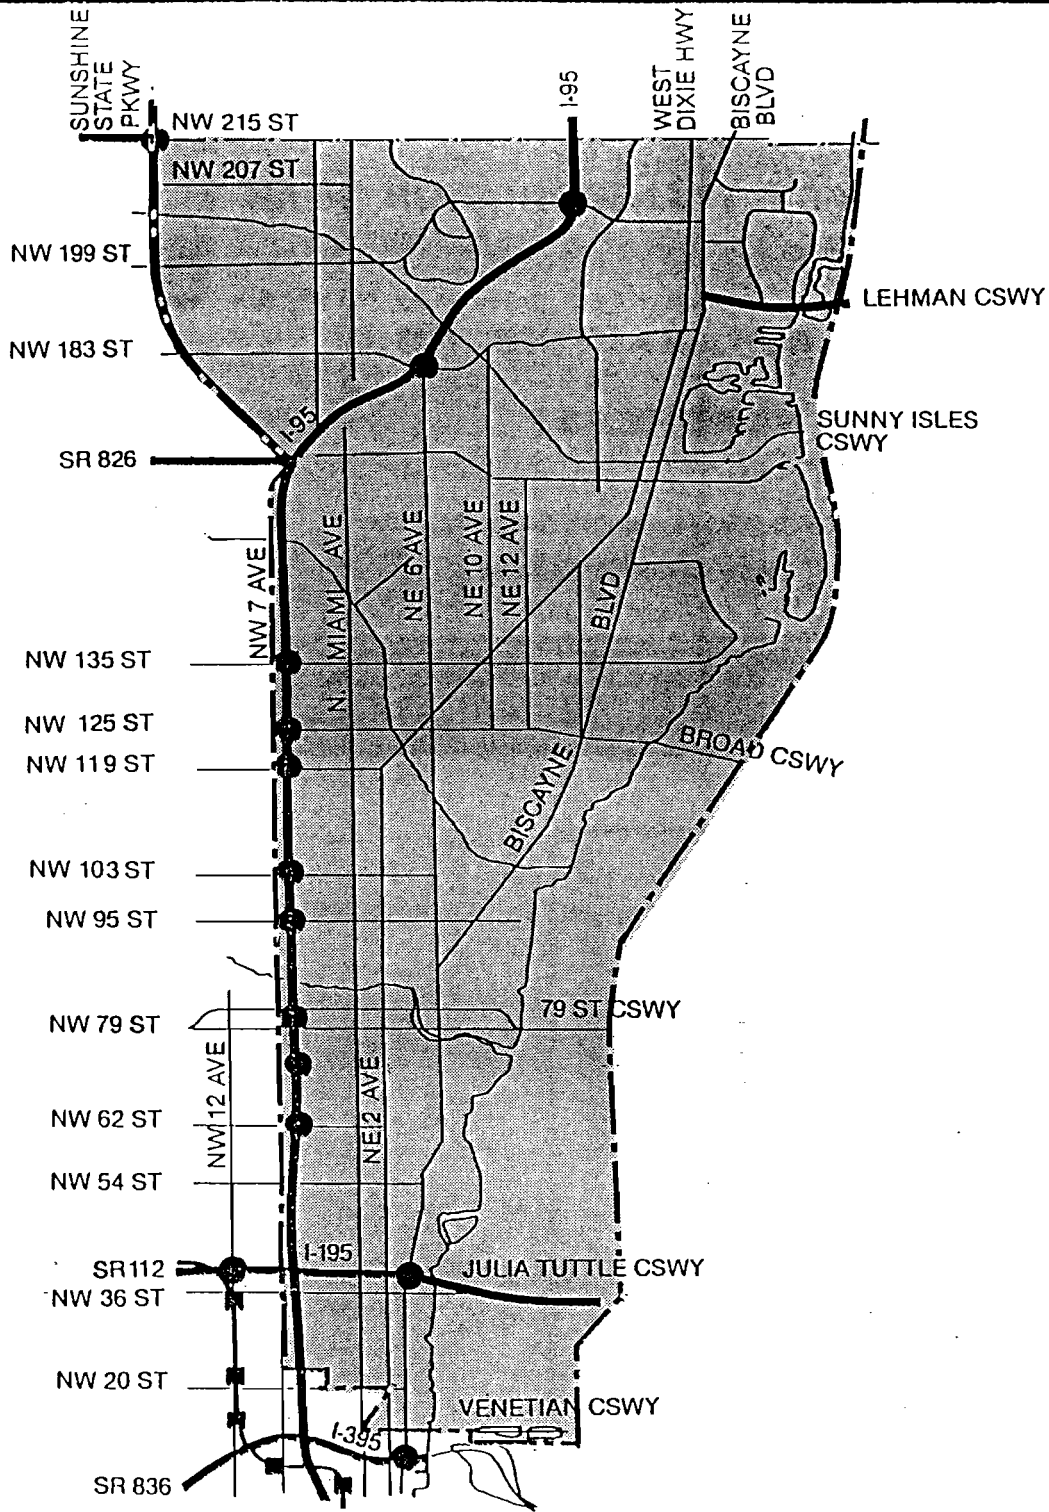 SUNSHINE
STATE
PKWY
I-95
WEST
DIXIE HWY
BISCAYNE
BLVD
NW 215 ST
NW 207 ST
NW 199 ST
LEHMAN CSWY
NW 183 ST
I-95
SUNNY ISLES
CSWY
SR 826
NW 7 AVE
N. MIAMI AVE
NE 6 AVE
NE 10 AVE
NE 12 AVE
BISCAYNE BLVD
NW 135 ST
NW 125 ST
BROAD CSWY
NW 119 ST
NW 103 ST
NW 95 ST
79 ST CSWY
NW 79 ST
NW 12 AVE
NE 2 AVE
NW 62 ST
NW 54 ST
I-195
SR 112
JULIA TUTTLE CSWY
NW 36 ST
NW 20 ST
VENETIAN CSWY
I-395
SR 836